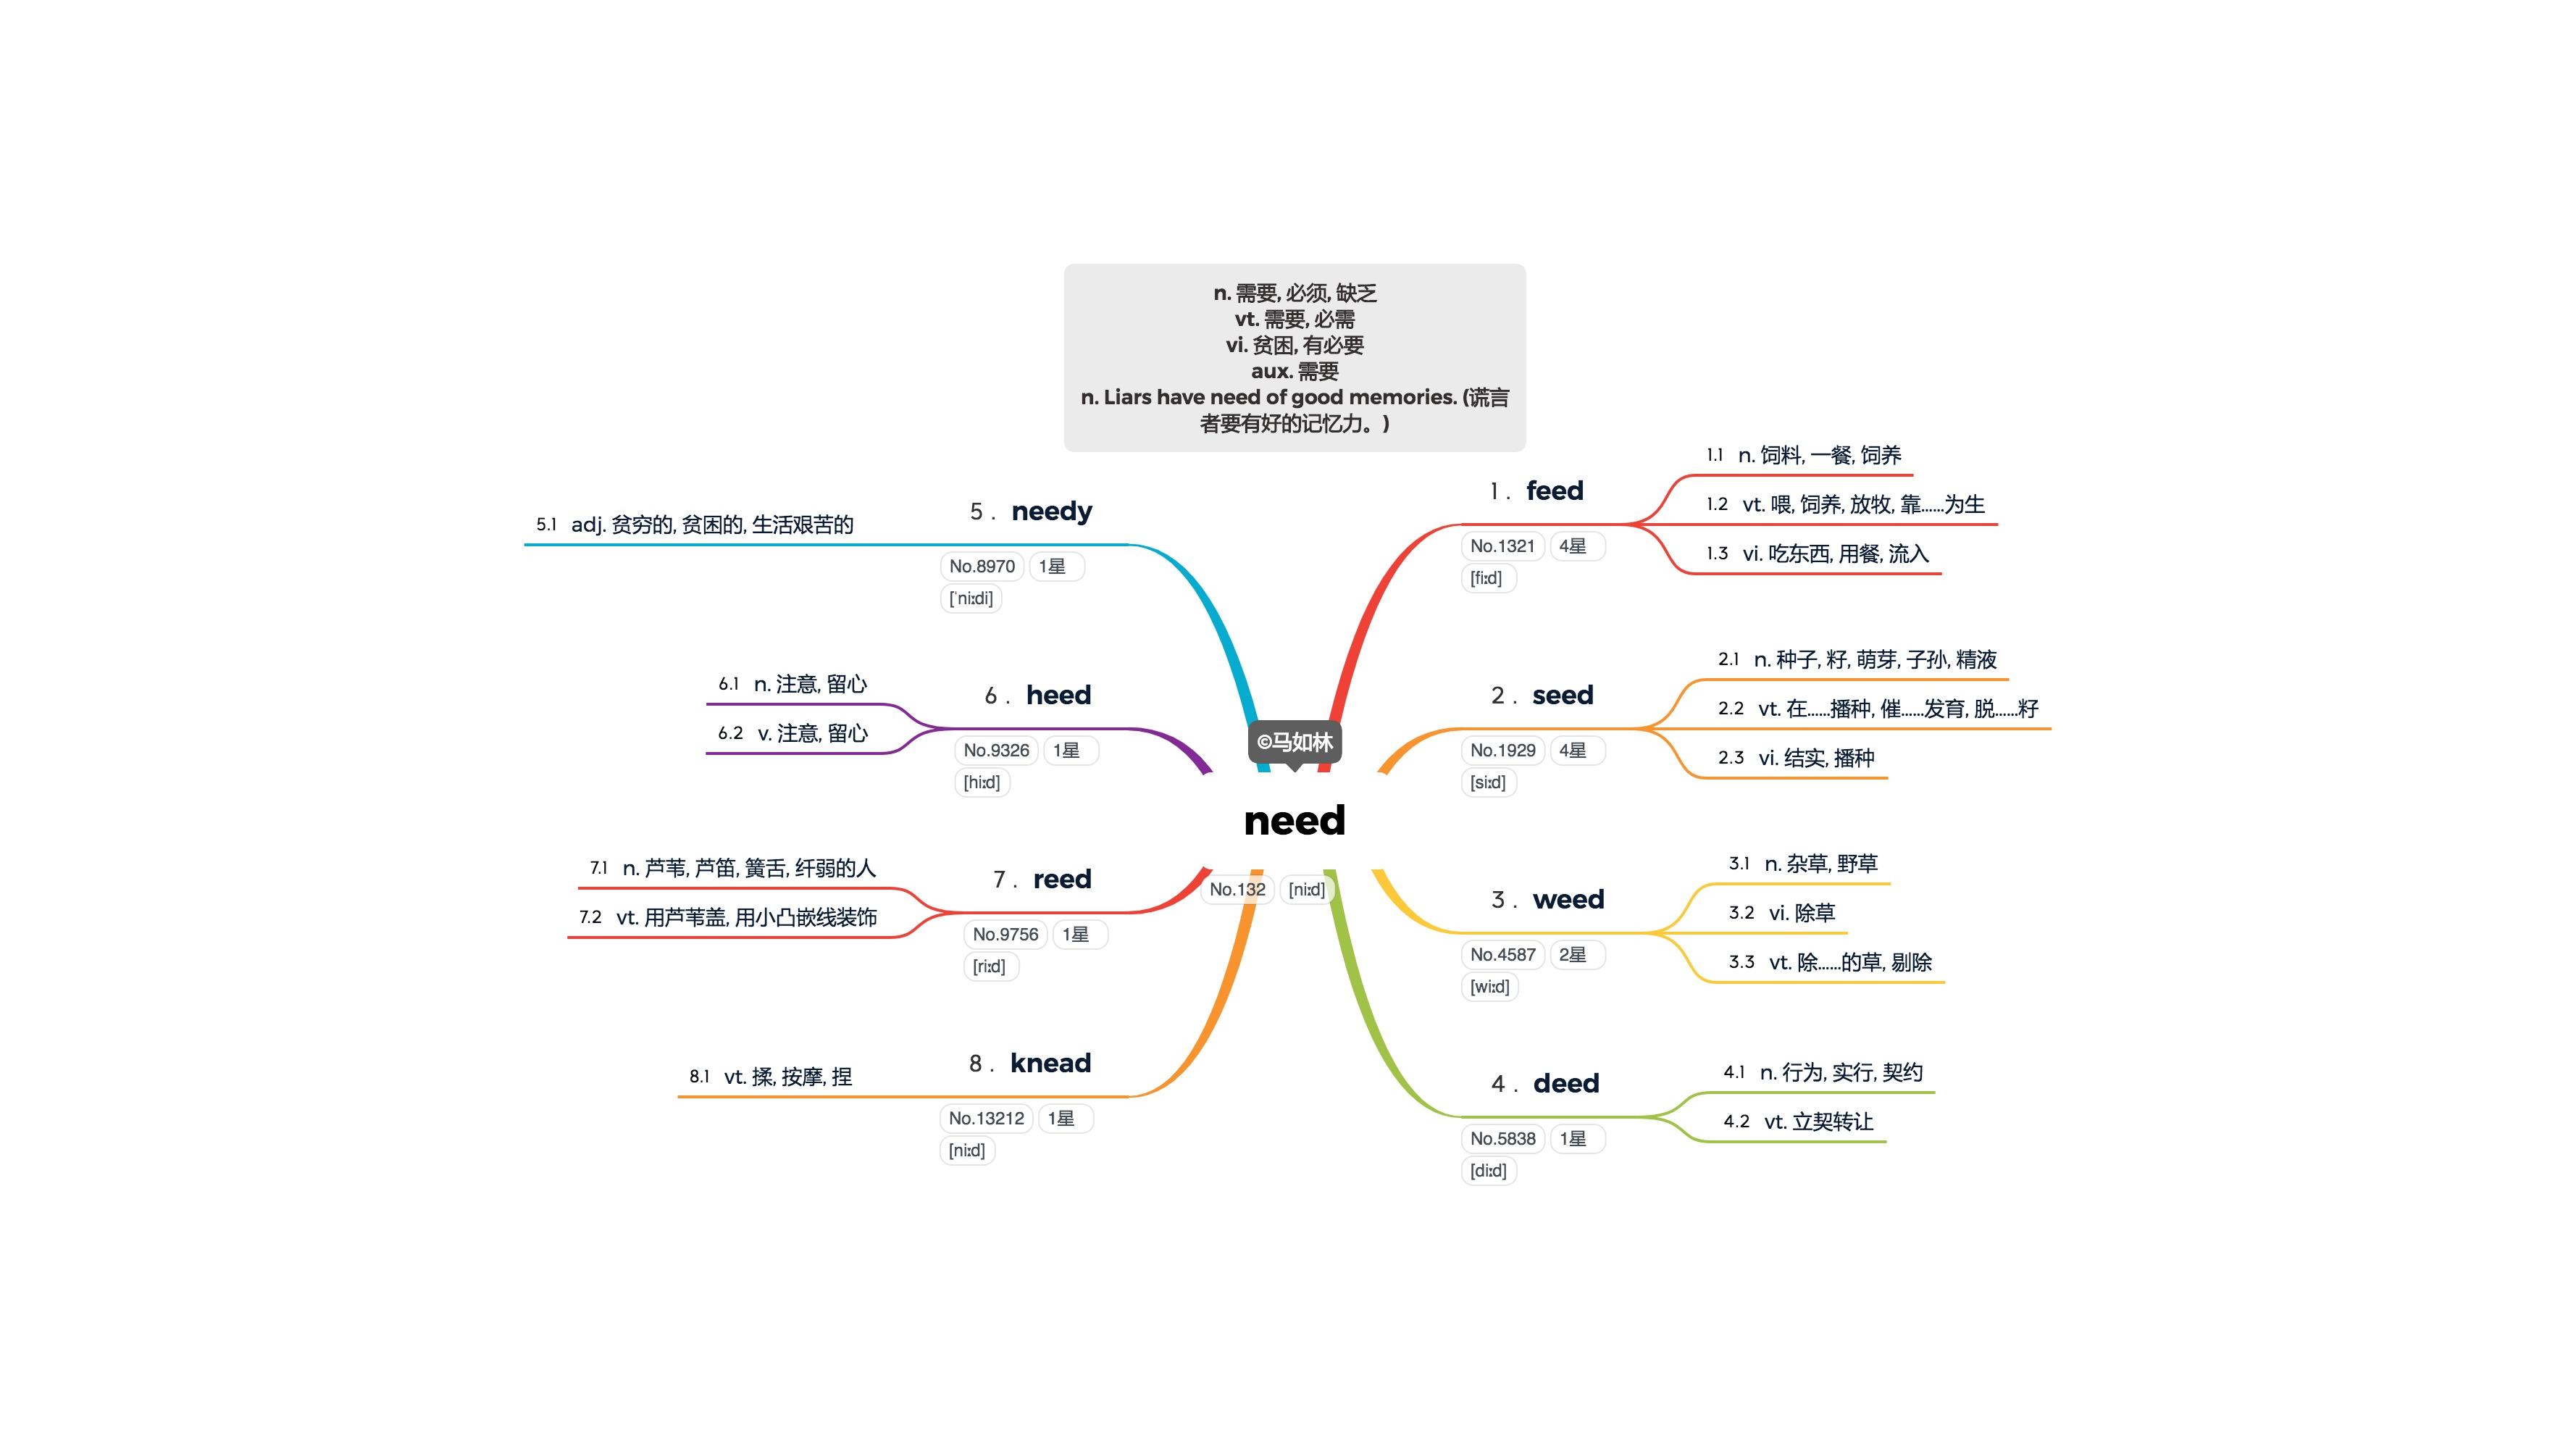 n. 需要, 必须, 缺乏
vt. 需要, 必需
vi. 贫困, 有必要
aux. 需要
n. Liars have need of good memories. (谎言
者要有好的记忆力。)
©马如林
need
No.132 [ni:d]
1. feed
No.1321 4星
[fi:d]
1.1 n. 饲料, 一餐, 饲养
1.2 vt. 喂, 饲养, 放牧, 靠......为生
1.3 vi. 吃东西, 用餐, 流入
2. seed
No.1929 4星
[si:d]
2.1 n. 种子, 籽, 萌芽, 子孙, 精液
2.2 vt. 在......播种, 催......发育, 脱......籽
2.3 vi. 结实, 播种
3. weed
No.4587 2星
[wi:d]
3.1 n. 杂草, 野草
3.2 vi. 除草
3.3 vt. 除......的草, 剔除
4. deed
No.5838 1星
[di:d]
4.1 n. 行为, 实行, 契约
4.2 vt. 立契转让
5. needy
No.8970 1星
[ˈni:di]
5.1 adj. 贫穷的, 贫困的, 生活艰苦的
6. heed
No.9326 1星
[hi:d]
6.1 n. 注意, 留心
6.2 v. 注意, 留心
7. reed
No.9756 1星
[ri:d]
7.1 n. 芦苇, 芦笛, 簧舌, 纤弱的人
7.2 vt. 用芦苇盖, 用小凸嵌线装饰
8. knead
No.13212 1星
[ni:d]
8.1 vt. 揉, 按摩, 捏